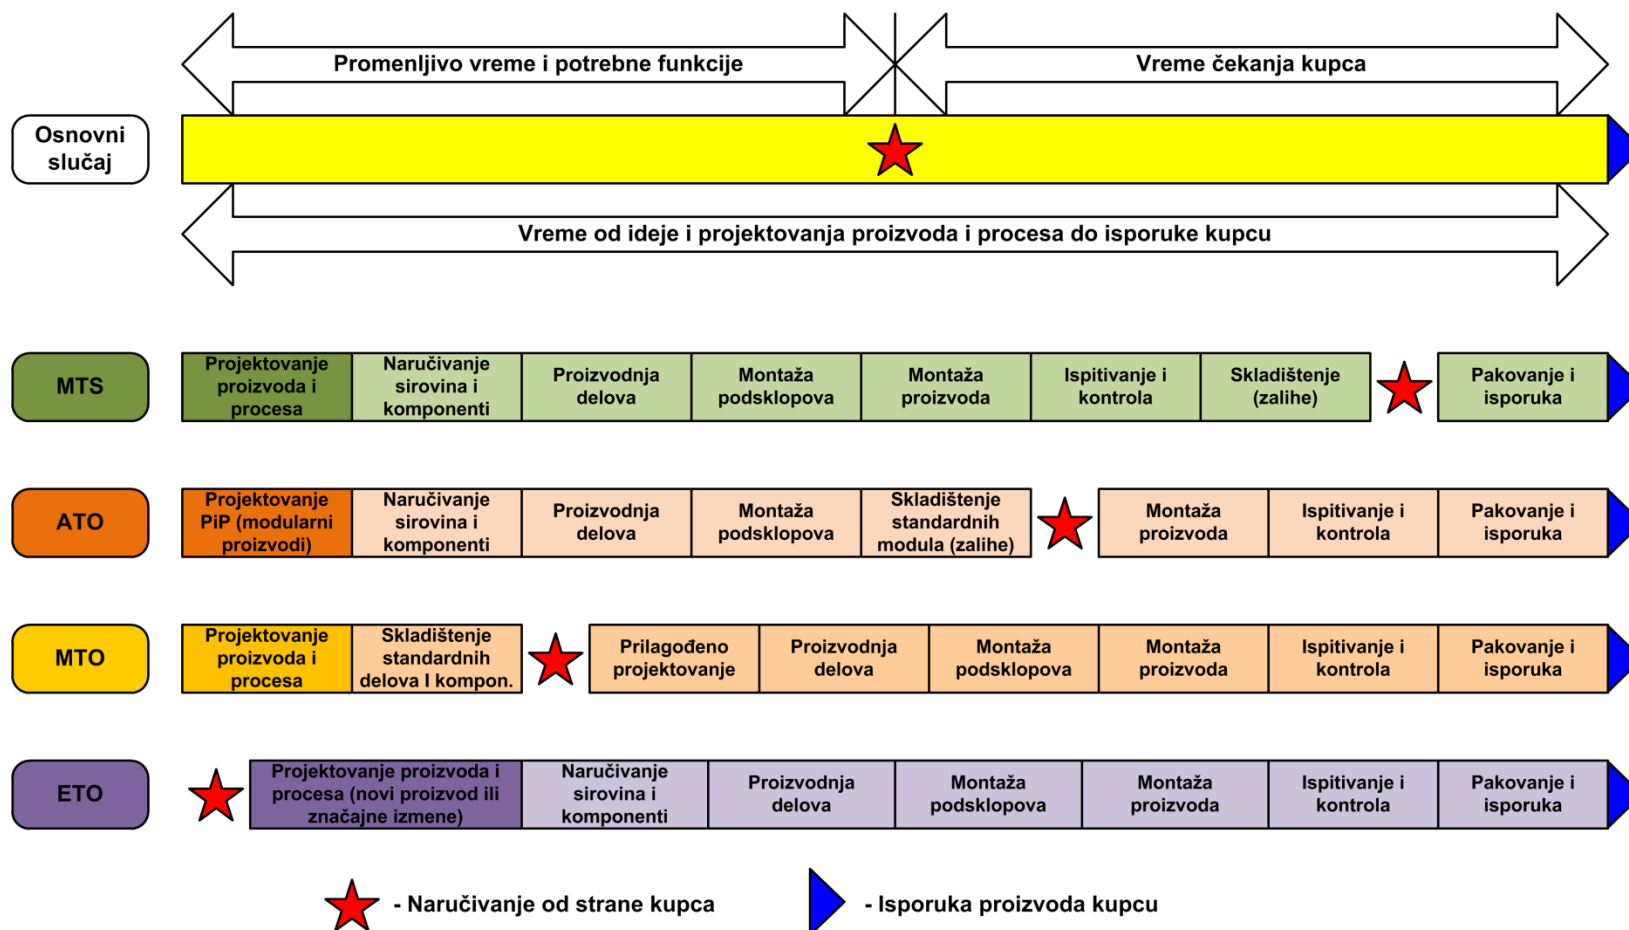 Promenljivo vreme i potrebne funkcije
Vreme čekanja kupca
Osnovni
slučaj
Vreme od ideje i projektovanja proizvoda i procesa do isporuke kupcu
MTS
Projektovanje
proizvoda i
procesa
Naručivanje
sirovina i
komponenti
Proizvodnja
delova
Montaža
podsklopova
Montaža
proizvoda
Ispitivanje i
kontrola
Skladištenje
(zalihe)
Pakovanje i
isporuka
ATO
Projektovanje
PiP (modularni
proizvodi)
Naručivanje
sirovina i
komponenti
Proizvodnja
delova
Montaža
podsklopova
Skladištenje
standardnih
modula (zalihe)
Montaža
proizvoda
Ispitivanje i
kontrola
Pakovanje i
isporuka
MTO
Projektovanje
proizvoda i
procesa
Skladištenje
standardnih
delova I kompon.
Prilagođeno
projektovanje
Proizvodnja
delova
Montaža
podsklopova
Montaža
proizvoda
Ispitivanje i
kontrola
Pakovanje i
isporuka
ETO
Projektovanje proizvoda i
procesa (novi proizvod ili
značajne izmene)
Naručivanje
sirovina i
komponenti
Proizvodnja
delova
Montaža
podsklopova
Montaža
proizvoda
Ispitivanje i
kontrola
Pakovanje i
isporuka
- Naručivanje od strane kupca
- Isporuka proizvoda kupcu